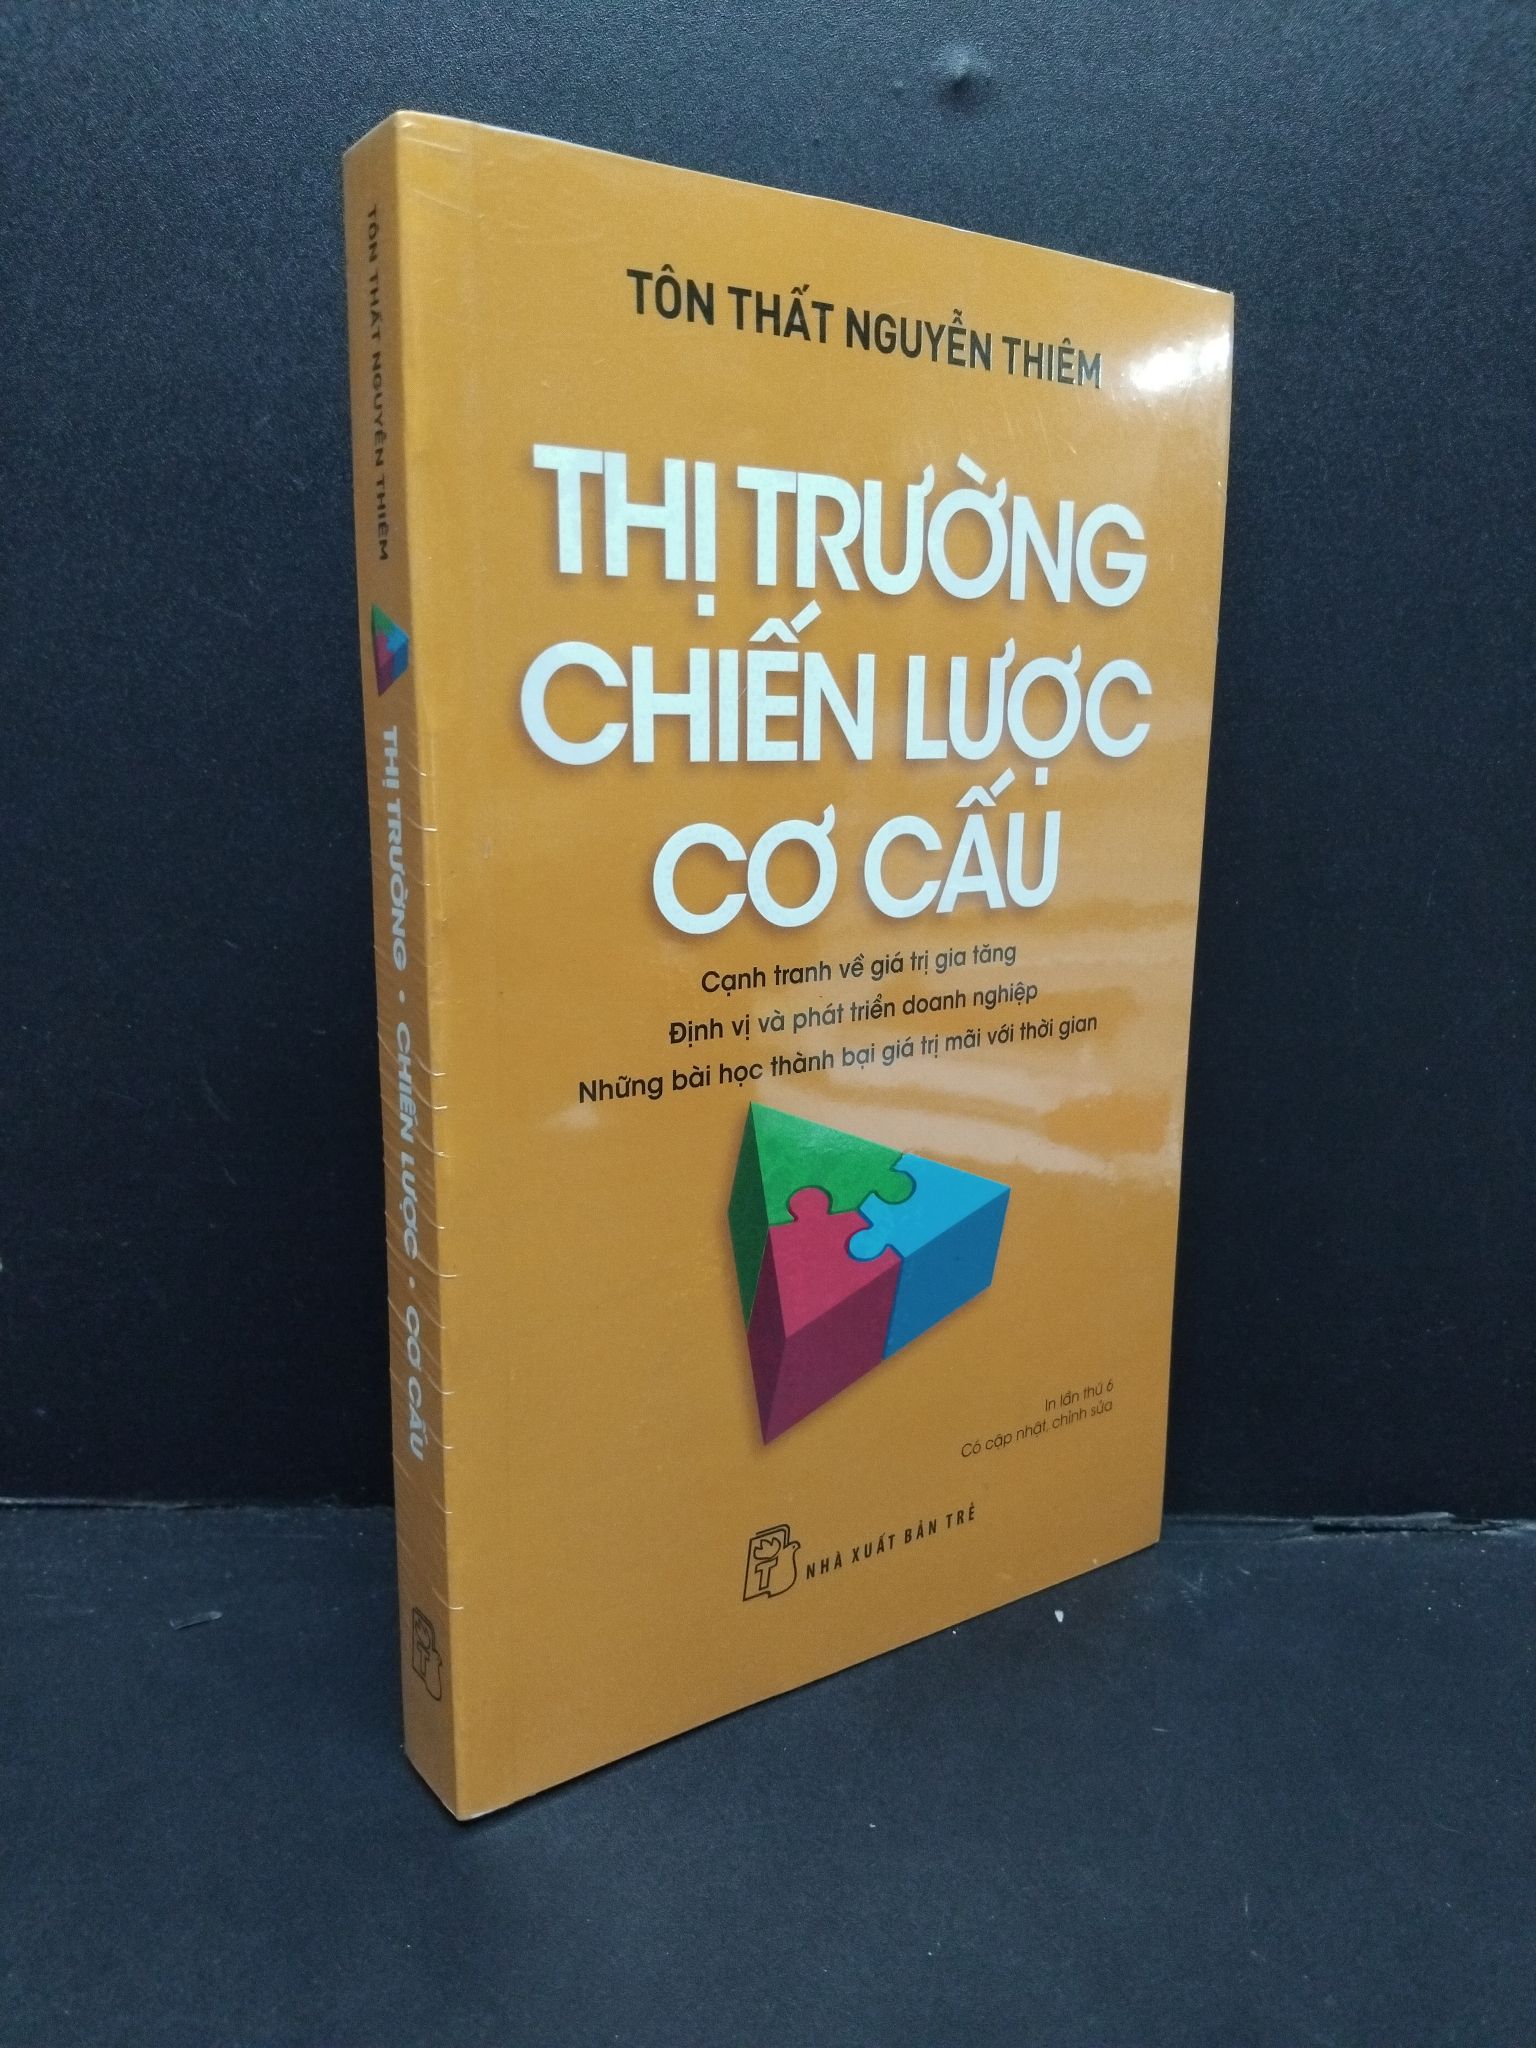 TÔN THẤT NGUYỄN THIÊM
THỊ TRƯỜNG
CHIẾN LƯỢC
CƠ CẤU
Cạnh tranh về giá trị gia tăng
Định vị và phát triển doanh nghiệp
Những bài học thành bại giá trị mãi với thời gian
In lần thứ 6
Có cập nhật, chỉnh sửa
NHÀ XUẤT BẢN TRẺ
TÔN THẤT NGUYỄN THIÊM
THỊ TRƯỜNG • CHIẾN LƯỢC • CƠ CẤU